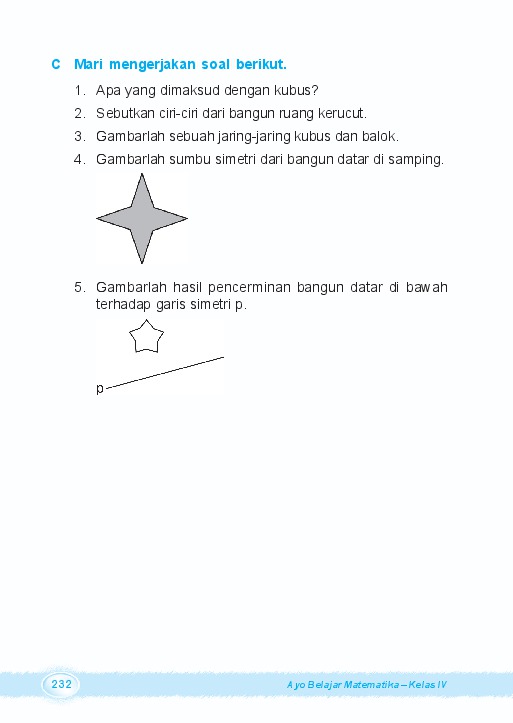 C Mari mengerjakan soal berikut.
1. Apa yang dimaksud dengan kubus?
2. Sebutkan ciri-ciri dari bangun ruang kerucut.
3. Gambarlah sebuah jaring-jaring kubus dan balok.
4. Gambarlah sumbu simetri dari bangun datar di samping.
5. Gambarlah hasil pencerminan bangun datar di bawah
terhadap garis simetri p.
p
232 Ayo Belajar Matematika – Kelas IV